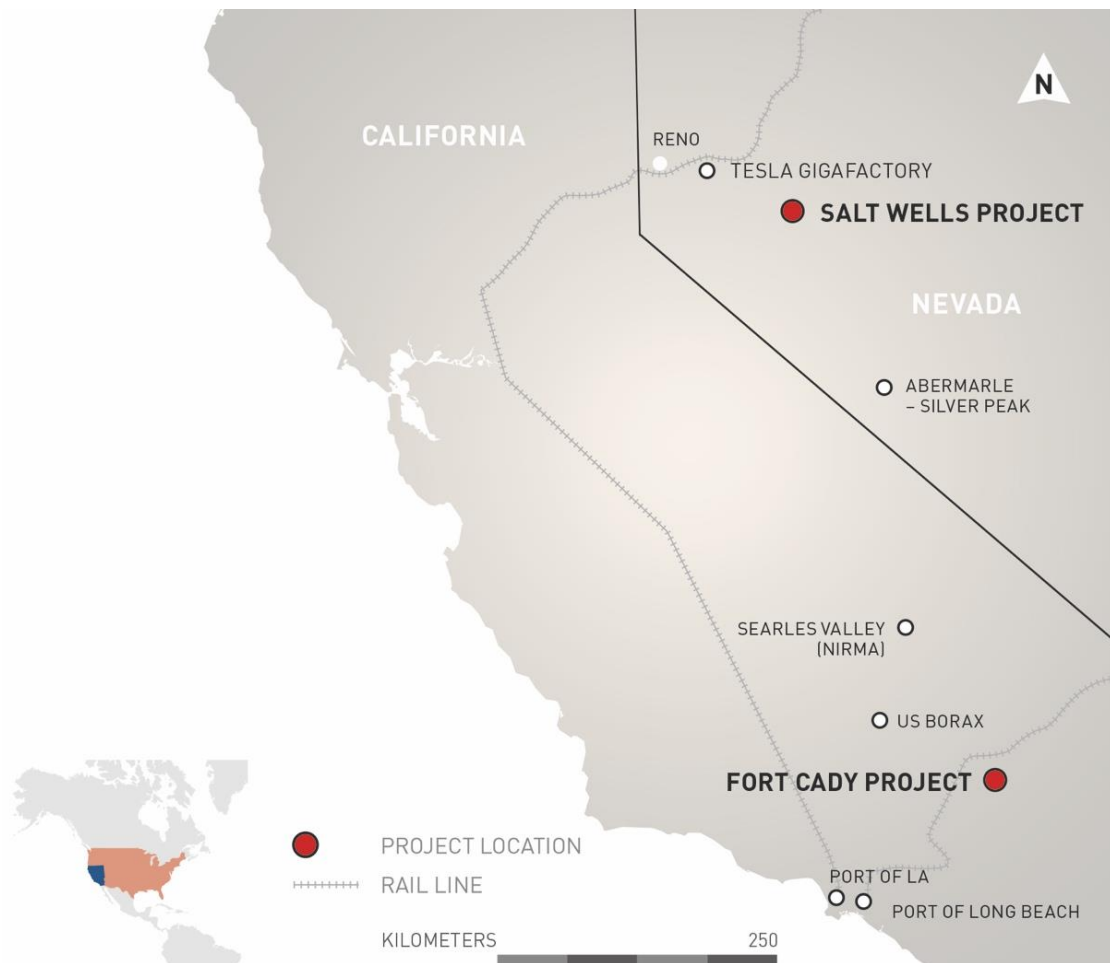 N
CALIFORNIA
RENO
TESLA GIGAFACTORY
SALT WELLS PROJECT
NEVADA
ABERMARLE
– SILVER PEAK
SEARLES VALLEY
(NIRMA)
US BORAX
FORT CADY PROJECT
PROJECT LOCATION
PORT OF LA
RAIL LINE
PORT OF LONG BEACH
KILOMETERS 250